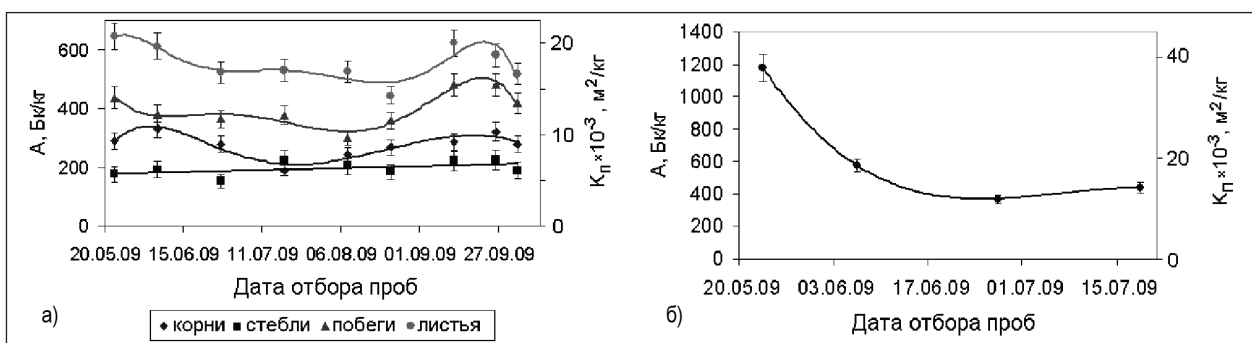 а)
А, Бк/кг
600
400
200
0
20
10
0
Kп×10-3 , м2/кг
20.05.09 15.06.09 11.07.09 06.08.09 01.09.09 27.09.09
Дата отбора проб
корни стебли побеги листья
б)
А, Бк/кг
1400
1200
1000
800
600
400
200
0
40
20
0
Kп×10-3 , м2/кг
20.05.09 03.06.09 17.06.09 01.07.09 15.07.09
Дата отбора проб